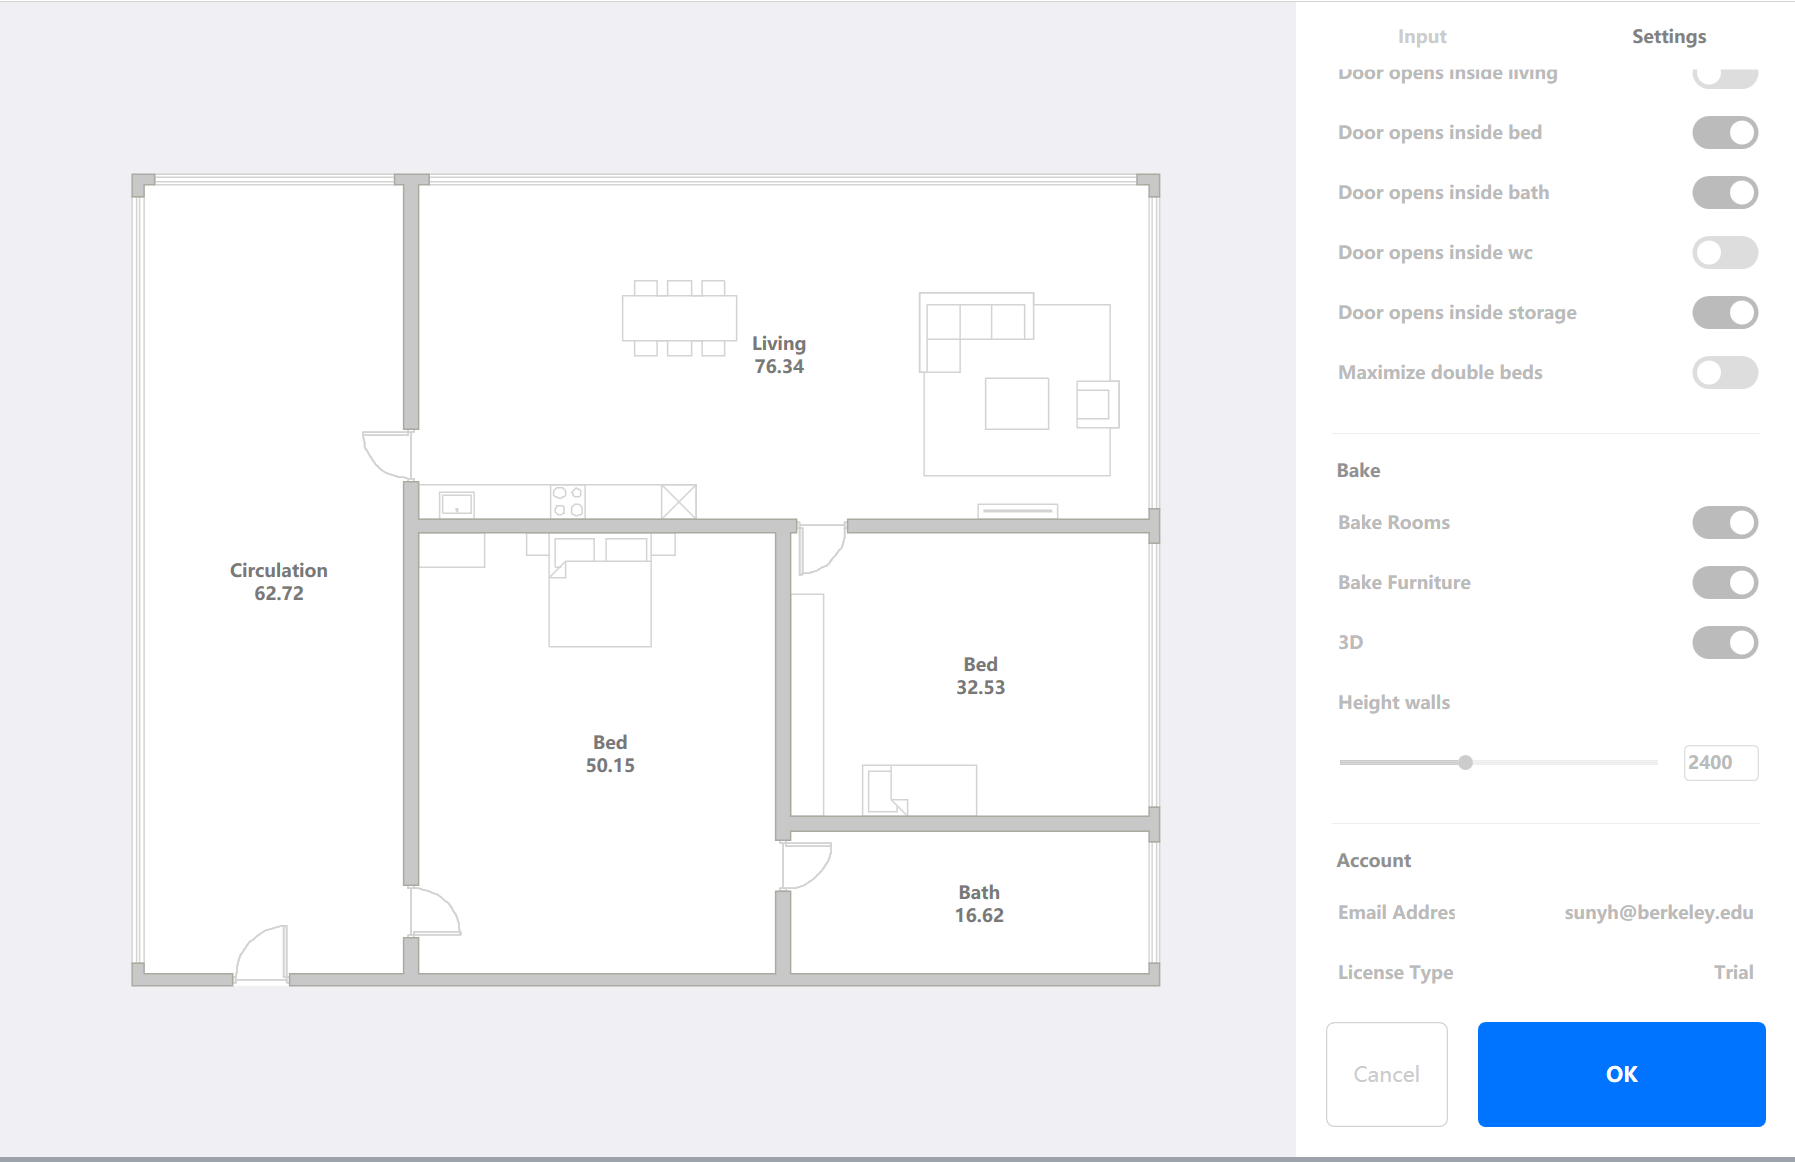 Input
Settings
Door opens inside living
Door opens inside bed
Door opens inside bath
Door opens inside wc
Door opens inside storage
Maximize double beds
Bake
Bake Rooms
Bake Furniture
3D
Height walls
2400
Account
Email Addres
sunyh@berkeley.edu
License Type
Trial
Cancel
OK
Living
76.34
Circulation
62.72
Bed
32.53
Bed
50.15
Bath
16.62